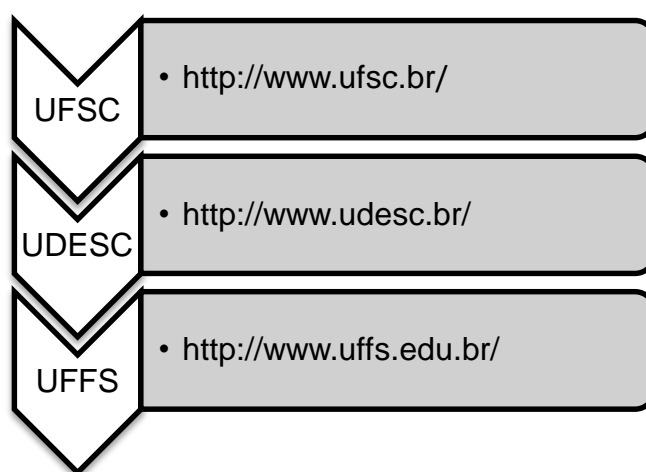 UFSC
• http://www.ufsc.br/
UDESC
• http://www.udesc.br/
UFFS
• http://www.uffs.edu.br/